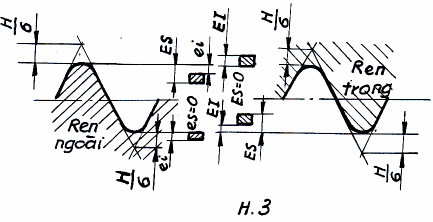 H/6
ES
ei
EI
H/6
Ren
trong
Ren
ngoài
es=0
EI
ES=0
ei
H/6
ES
H/6
H.3